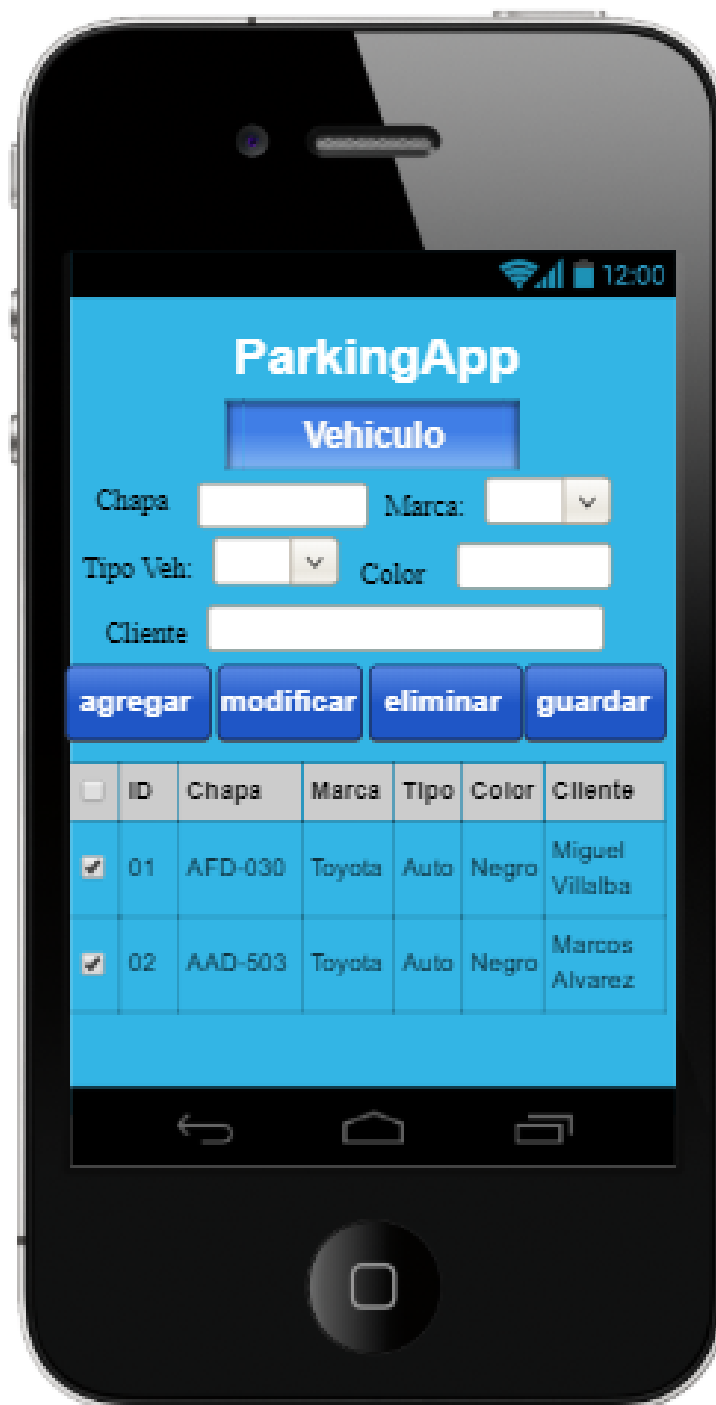 12:00
ParkingApp
Vehiculo
Chapa Marca:
Tipo Veh: Color
Cliente
agregar modificar eliminar guardar
ID Chapa Marca Tipo Color Cliente
01 AFD-030 Toyota Auto Negro Miguel Villalba
02 AAD-503 Toyota Auto Negro Marcos Alvarez